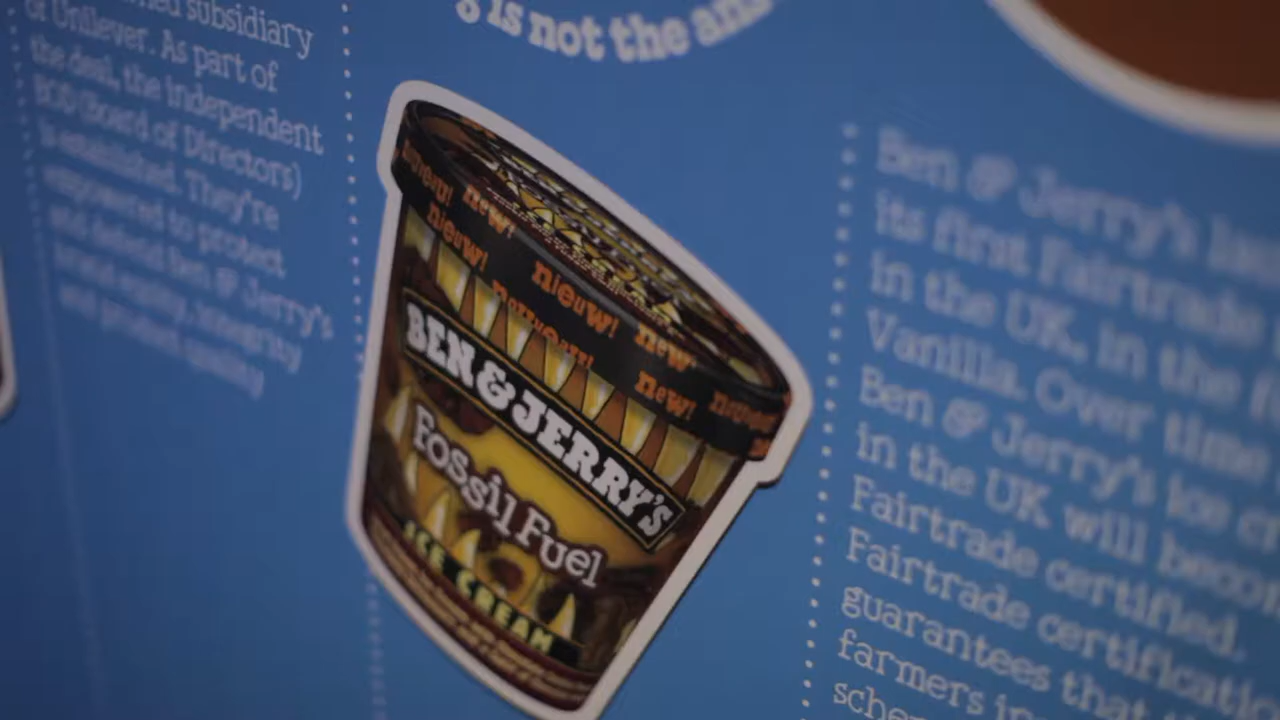 subsidiary
of Unilever. As part of
the deal, the independent
BOD (Board of Directors)
is established. They're
empowered to protect
and defend Ben & Jerry's
brand equity, integrity
and product quality
is not the
new!
nieuw!
nieuw!
new!
new!
BEN & JERRY'S
Fossil Fuel
ICE CREAM
Ben & Jerry's
its first Fairtrade
in the UK, in the
Vanilla. Over time
Ben & Jerry's ice
in the UK will
Fairtrade certified.
Fairtrade
guarantees that
farmers in